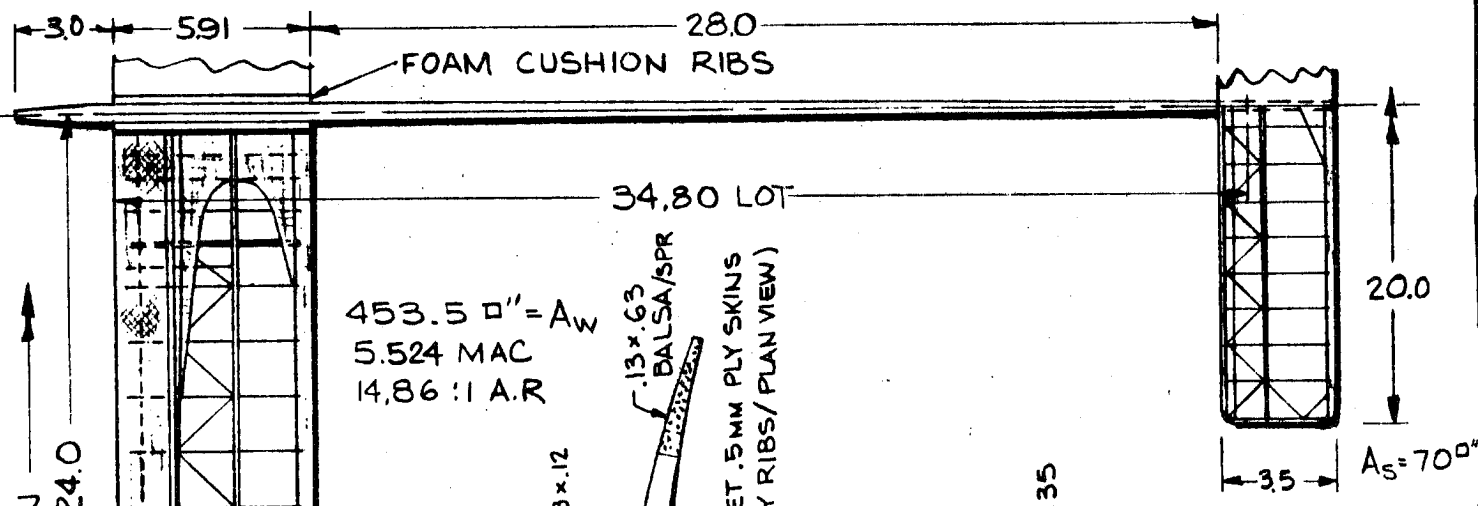 3.0 5.91 28.0
FOAM CUSHION RIBS
34.80 LOT
20.0
453.5 □" = Aw
5.524 MAC
14.86 :1 A.R
.13 x .63
BALSA/SPR
.5MM PLY SKINS
RIBS/PLAN VIEW)
24.0
x.12
35
3.5
As=70□"